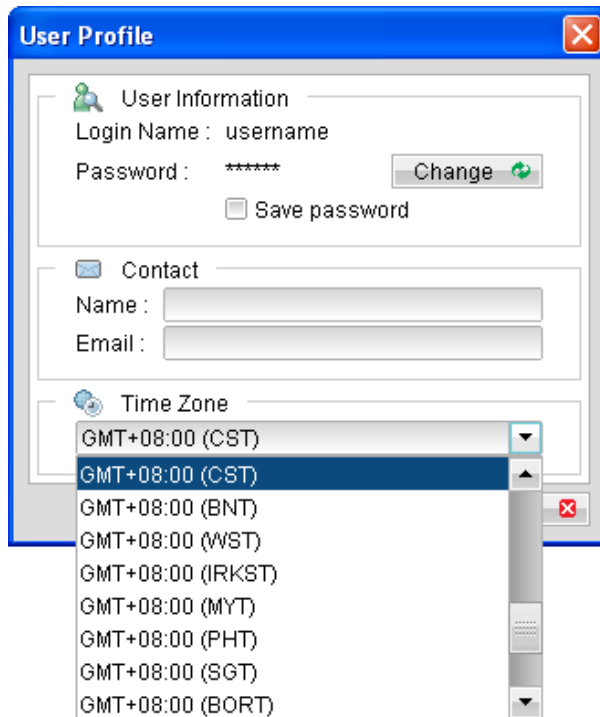 User Profile
User Information
Login Name : username
Password : ****** Change
Save password
Contact
Name :
Email :
Time Zone
GMT+08:00 (CST)
GMT+08:00 (CST)
GMT+08:00 (BNT)
GMT+08:00 (WST)
GMT+08:00 (IRKST)
GMT+08:00 (MYT)
GMT+08:00 (PHT)
GMT+08:00 (SGT)
GMT+08:00 (BORT)